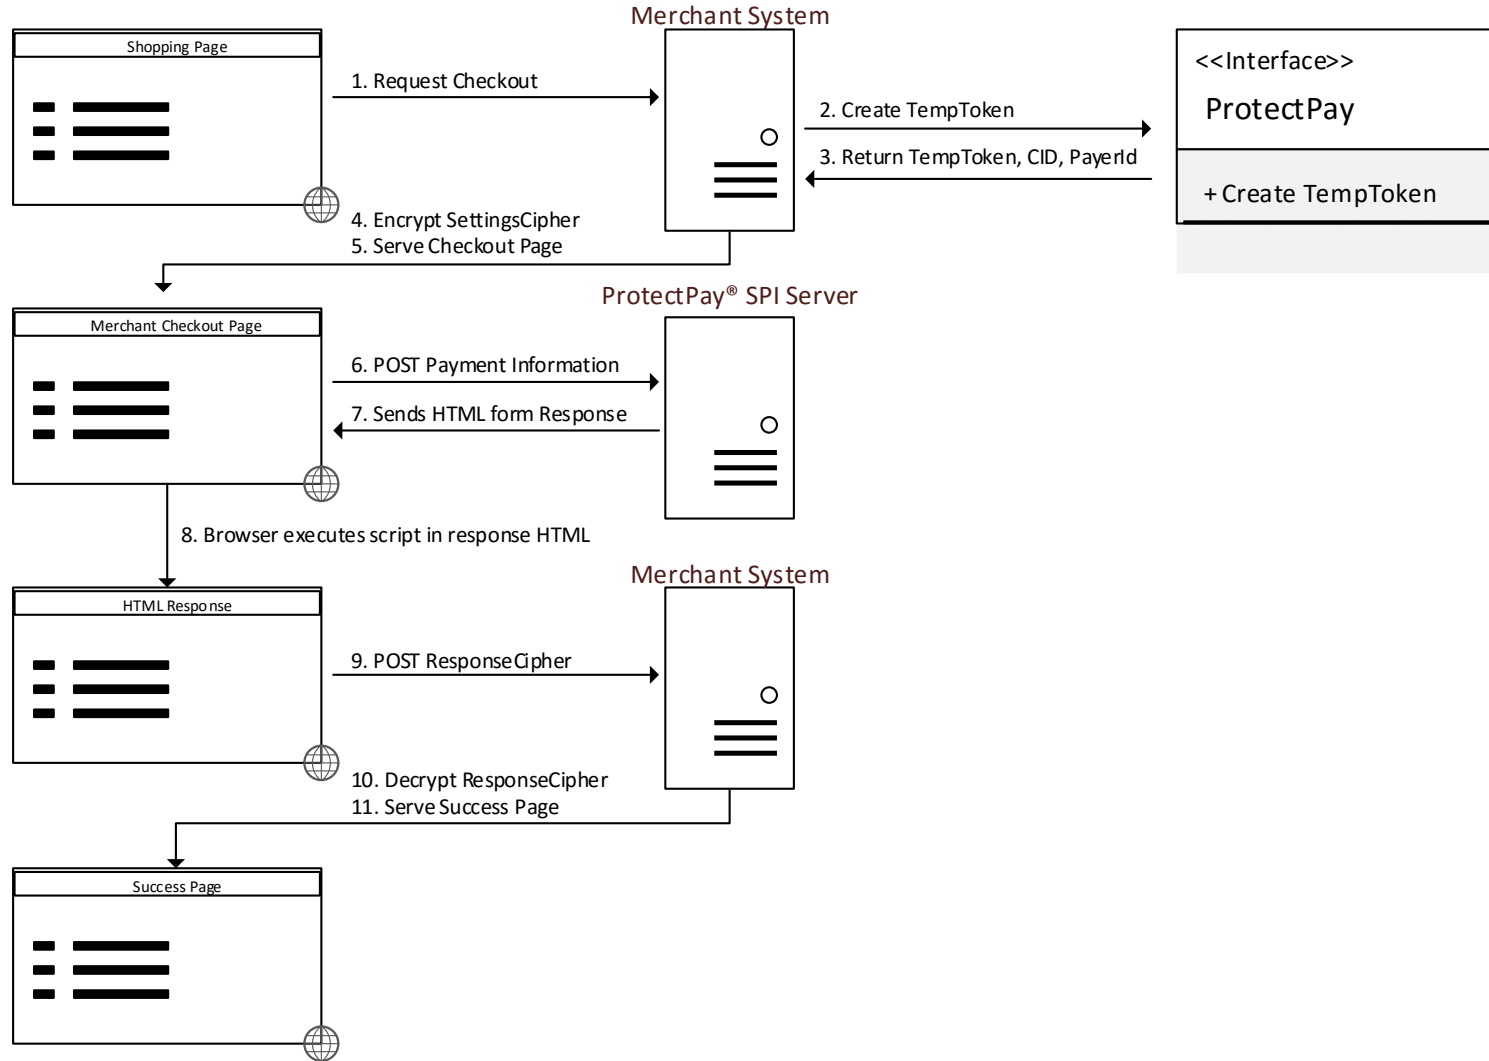 Merchant System
Shopping Page
<<Interface>>
ProtectPay
1. Request Checkout
2. Create TempToken
3. Return TempToken, CID, PayerId
+ Create TempToken
4. Encrypt SettingsCipher
5. Serve Checkout Page
ProtectPay® SPI Server
Merchant Checkout Page
6. POST Payment Information
7. Sends HTML form Response
8. Browser executes script in response HTML
Merchant System
HTML Response
9. POST ResponseCipher
10. Decrypt ResponseCipher
11. Serve Success Page
Success Page